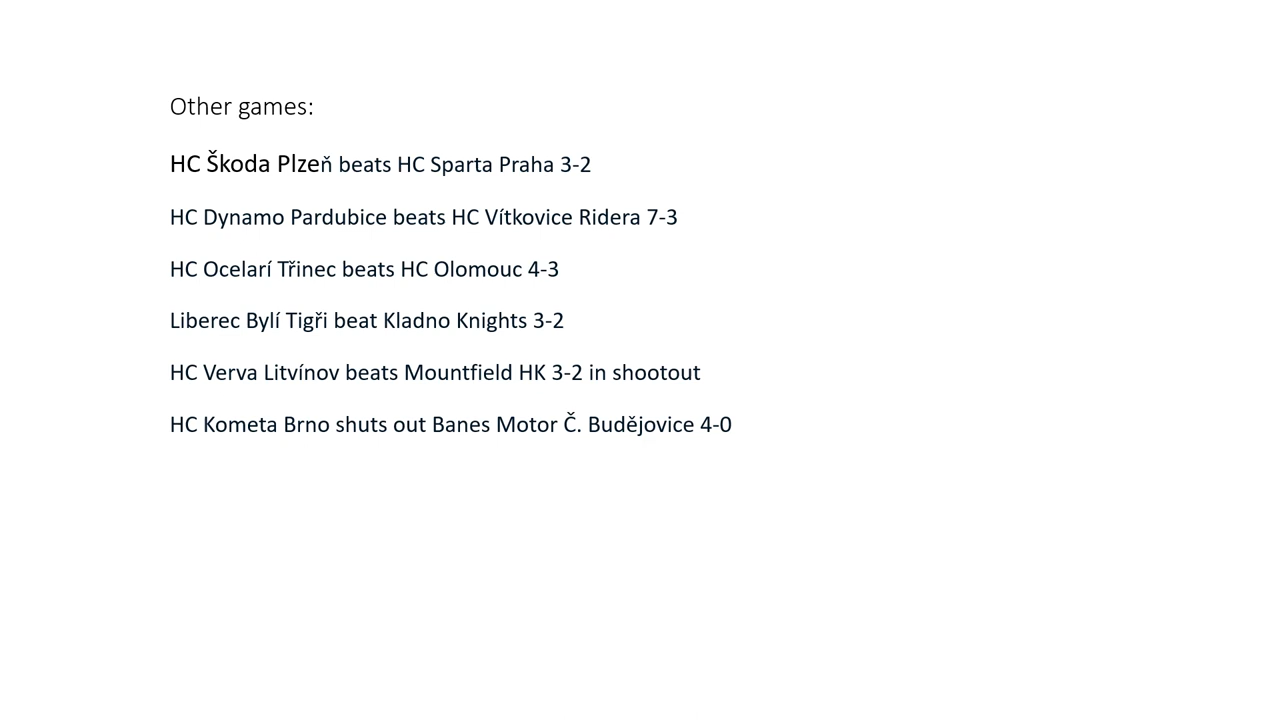 Other games:
HC Škoda Plzeň beats HC Sparta Praha 3-2
HC Dynamo Pardubice beats HC Vítkovice Ridera 7-3
HC Ocelarí Třinec beats HC Olomouc 4-3
Liberec Bylí Tigři beat Kladno Knights 3-2
HC Verva Litvínov beats Mountfield HK 3-2 in shootout
HC Kometa Brno shuts out Banes Motor Č. Budějovice 4-0